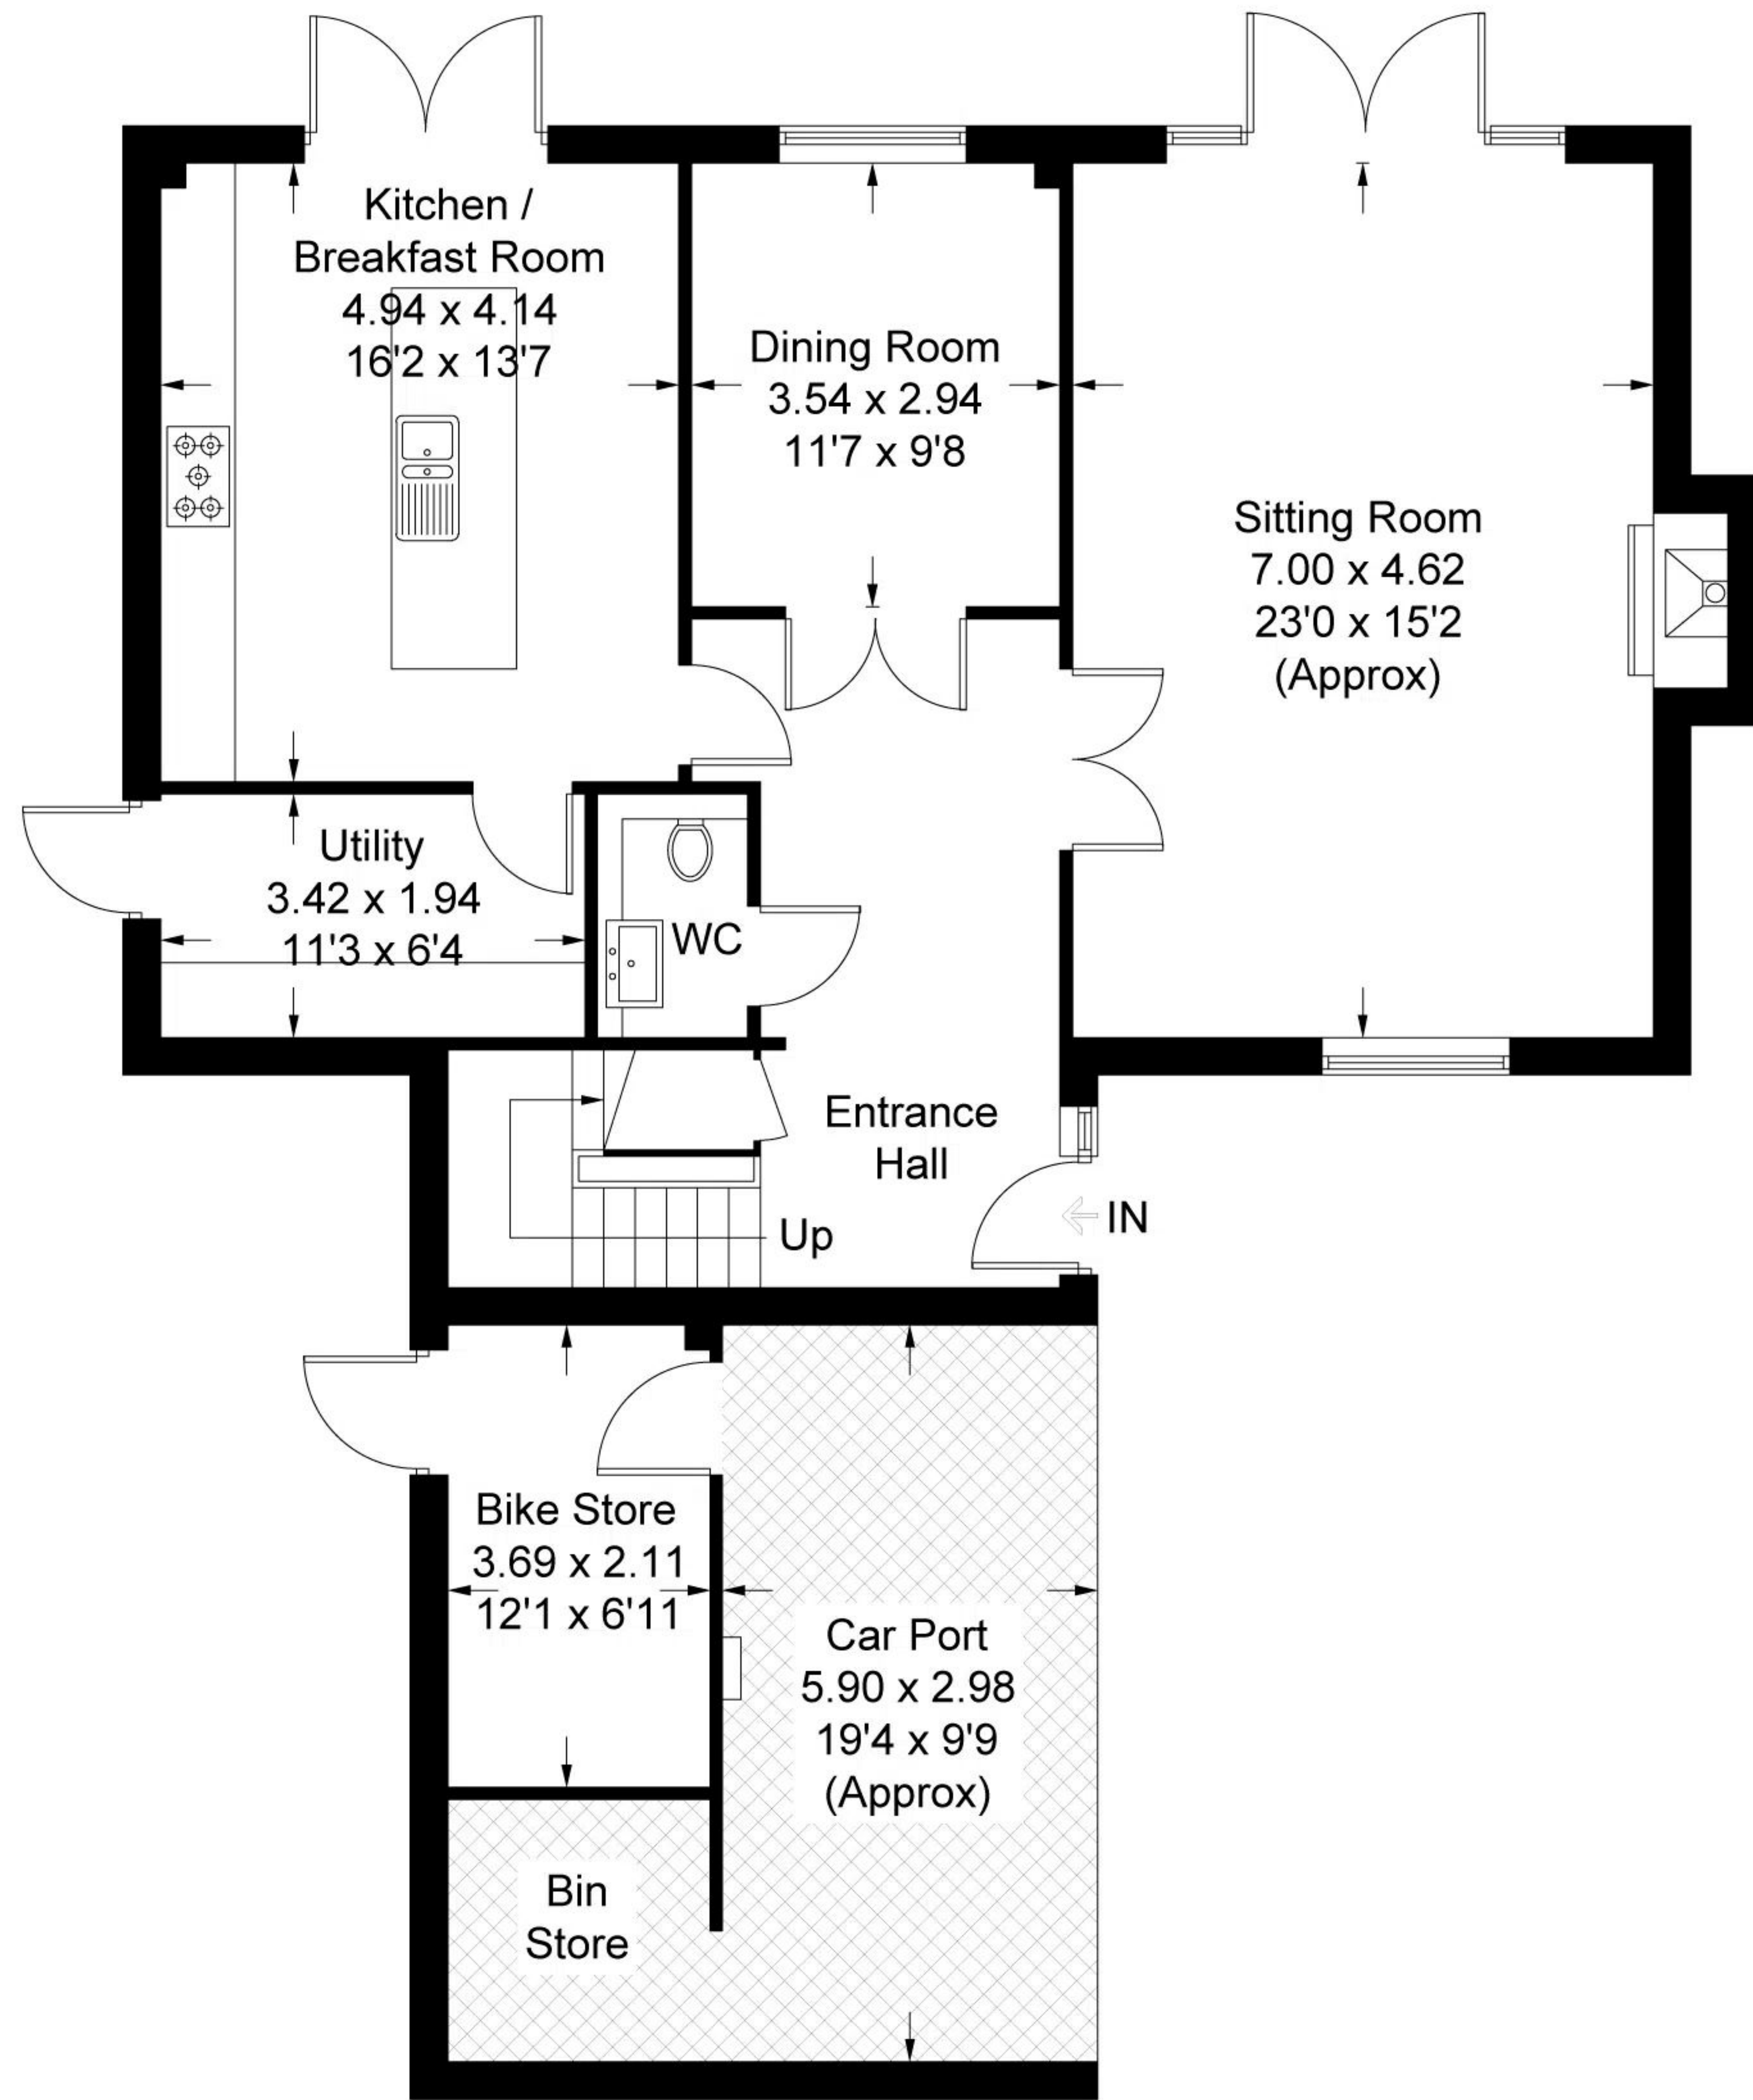 Kitchen /
Breakfast Room
4.94 x 4.14
16'2 x 13'7
Dining Room
3.54 x 2.94
11'7 x 9'8
Sitting Room
7.00 x 4.62
23'0 x 15'2
(Approx)
Utility
3.42 x 1.94
11'3 x 6'4
WC
Entrance
Hall
IN
Up
Bike Store
3.69 x 2.11
12'1 x 6'11
Car Port
5.90 x 2.98
19'4 x 9'9
(Approx)
Bin
Store